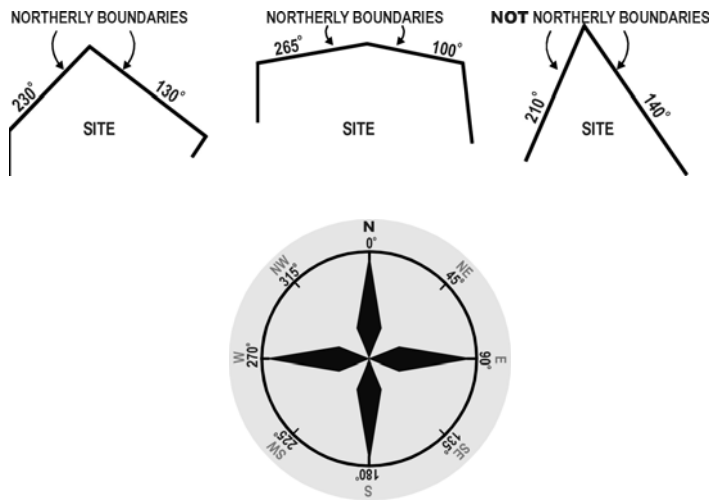 NORTHERLY BOUNDARIES
230°
130°
SITE
NORTHERLY BOUNDARIES
265°
100°
SITE
NOT NORTHERLY BOUNDARIES
210°
140°
SITE
N
0°
NE
45°
E
90°
SE
135°
S
180°
SW
225°
W
270°
NW
315°